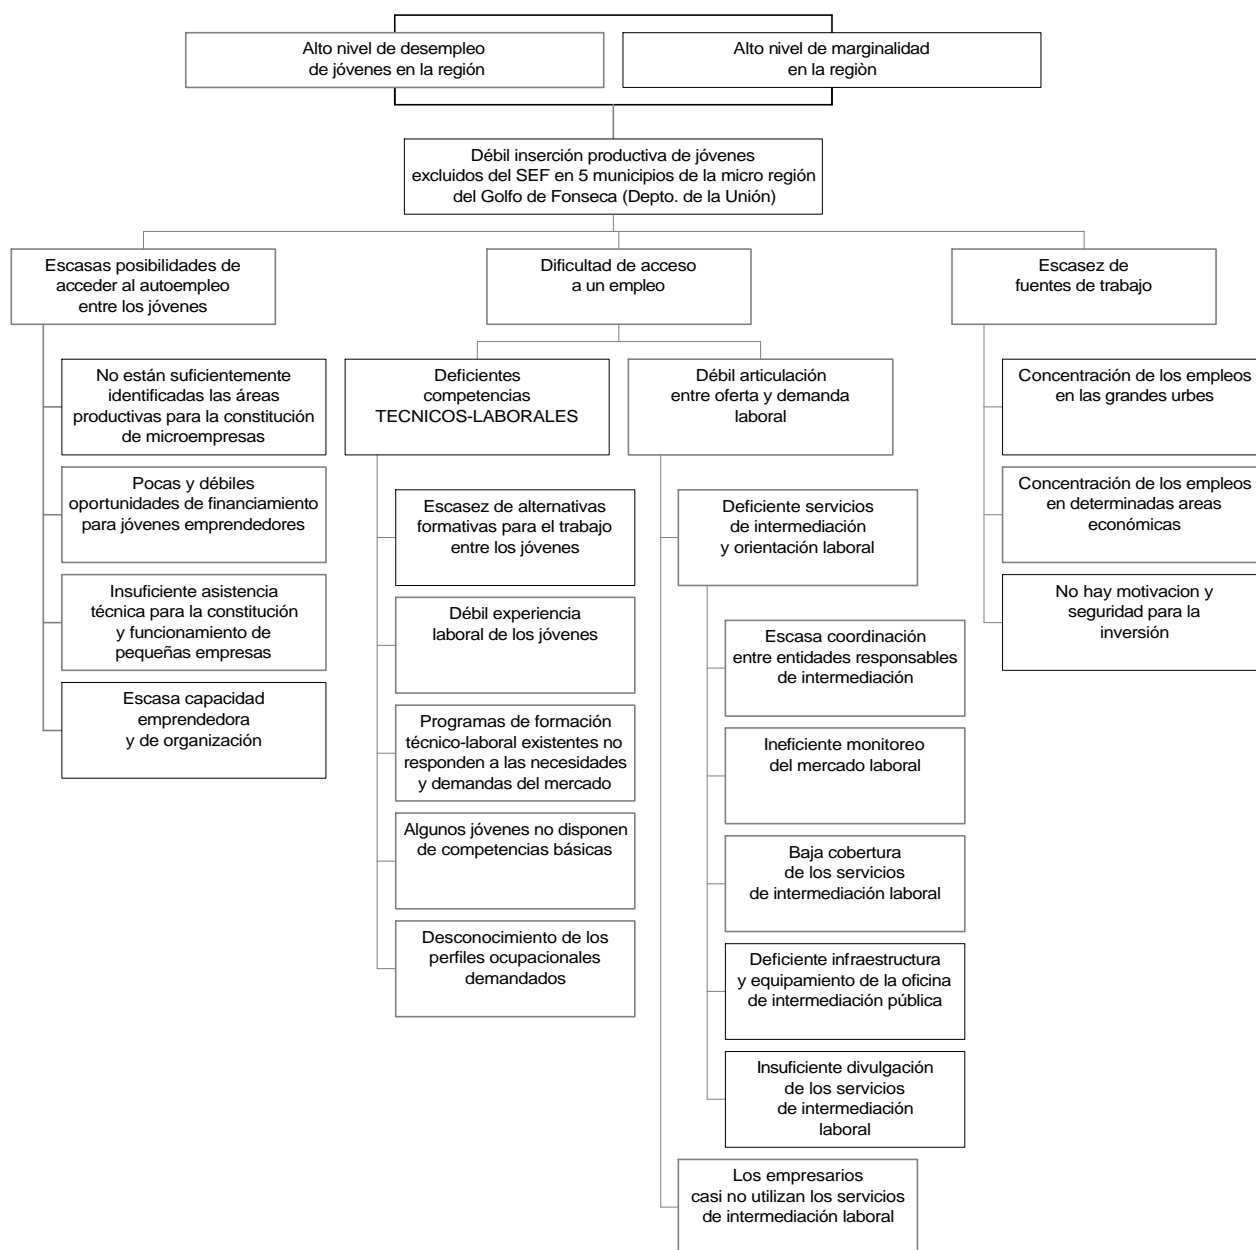 Alto nivel de desempleo
de jóvenes en la región
Alto nivel de marginalidad
en la regiòn
Débil inserción productiva de jóvenes
excluidos del SEF en 5 municipios de la micro región
del Golfo de Fonseca (Depto. de la Unión)
Escasas posibilidades de
acceder al autoempleo
entre los jóvenes
No están suficientemente
identificadas las áreas
productivas para la constitución
de microempresas
Pocas y débiles
oportunidades de financiamiento
para jóvenes emprendedores
Insuficiente asistencia
técnica para la constitución
y funcionamiento de
pequeñas empresas
Escasa capacidad
emprendedora
y de organización
Dificultad de acceso
a un empleo
Deficientes
competencias
TECNICOS-LABORALES
Escasez de alternativas
formativas para el trabajo
entre los jóvenes
Débil experiencia
laboral de los jóvenes
Programas de formación
técnico-laboral existentes no
responden a las necesidades
y demandas del mercado
Algunos jóvenes no disponen
de competencias básicas
Desconocimiento de los
perfiles ocupacionales
demandados
Débil articulación
entre oferta y demanda
laboral
Deficiente servicios
de intermediación
y orientación laboral
Escasa coordinación
entre entidades responsables
de intermediación
Ineficiente monitoreo
del mercado laboral
Baja cobertura
de los servicios
de intermediación laboral
Deficiente infraestructura
y equipamiento de la oficina
de intermediación pública
Insuficiente divulgación
de los servicios
de intermediación
laboral
Los empresarios
casi no utilizan los servicios
de intermediación laboral
Escasez de
fuentes de trabajo
Concentración de los empleos
en las grandes urbes
Concentración de los empleos
en determinadas areas
económicas
No hay motivacion y
seguridad para la
inversión